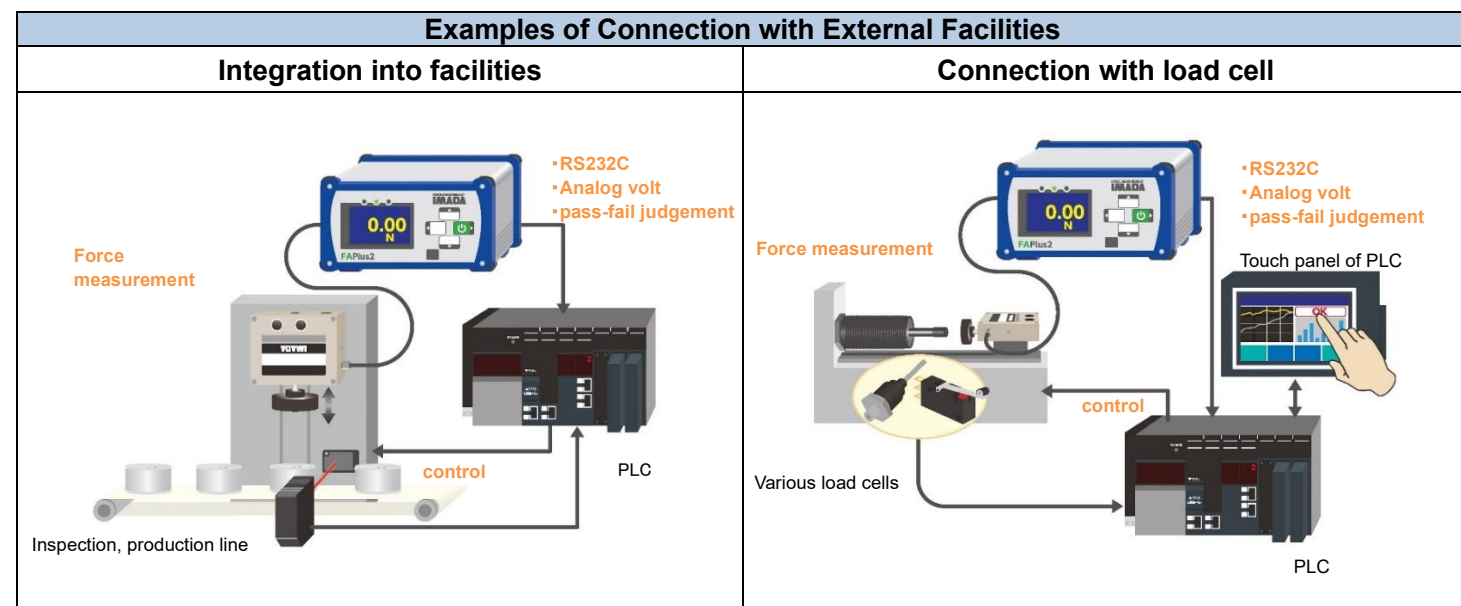 Examples of Connection with External Facilities
Integration into facilities
Connection with load cell
▪RS232C
▪Analog volt
▪pass-fail judgement
IMADA
0.00
N
FAPlus2
Force
measurement
IMADA
control
PLC
Inspection, production line
▪RS232C
▪Analog volt
▪pass-fail judgement
IMADA
0.00
N
FAPlus2
Force measurement
Touch panel of PLC
OK
control
Various load cells
PLC